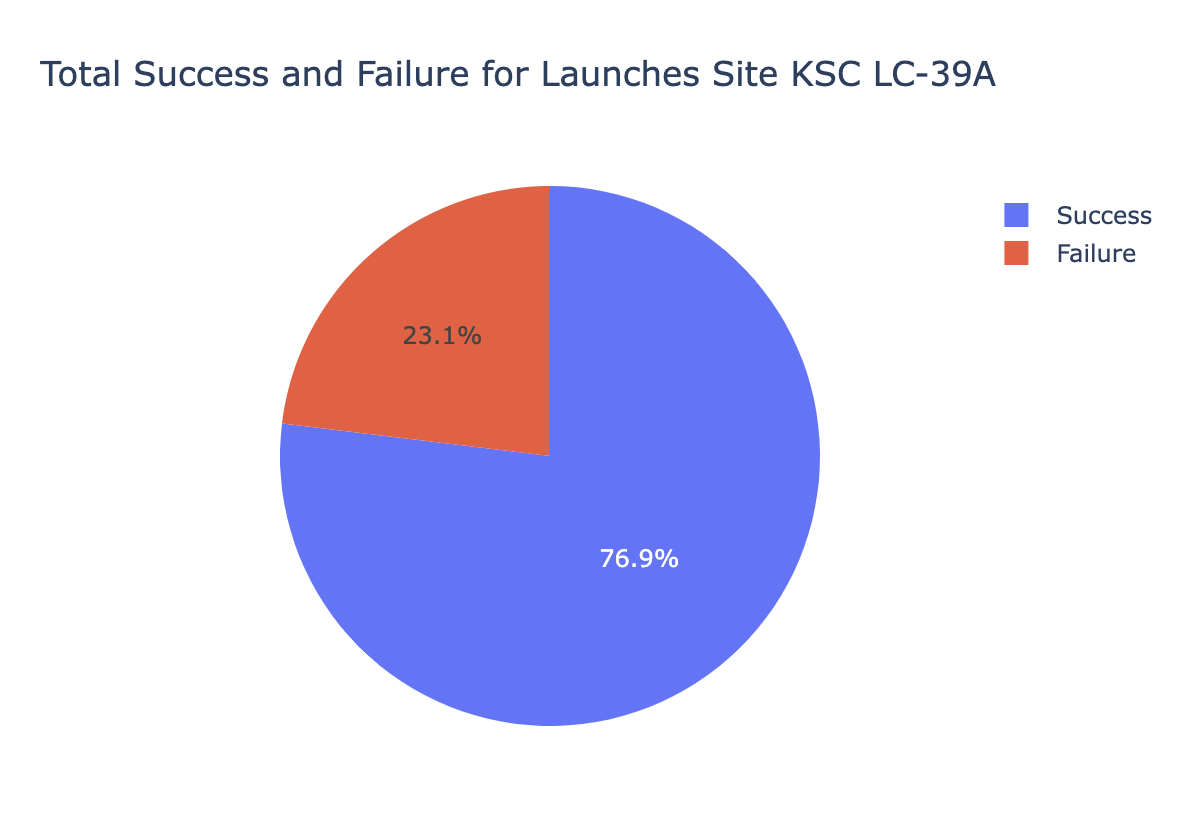 Total Success and Failure for Launches Site KSC LC-39A
Success
Failure
23.1%
76.9%